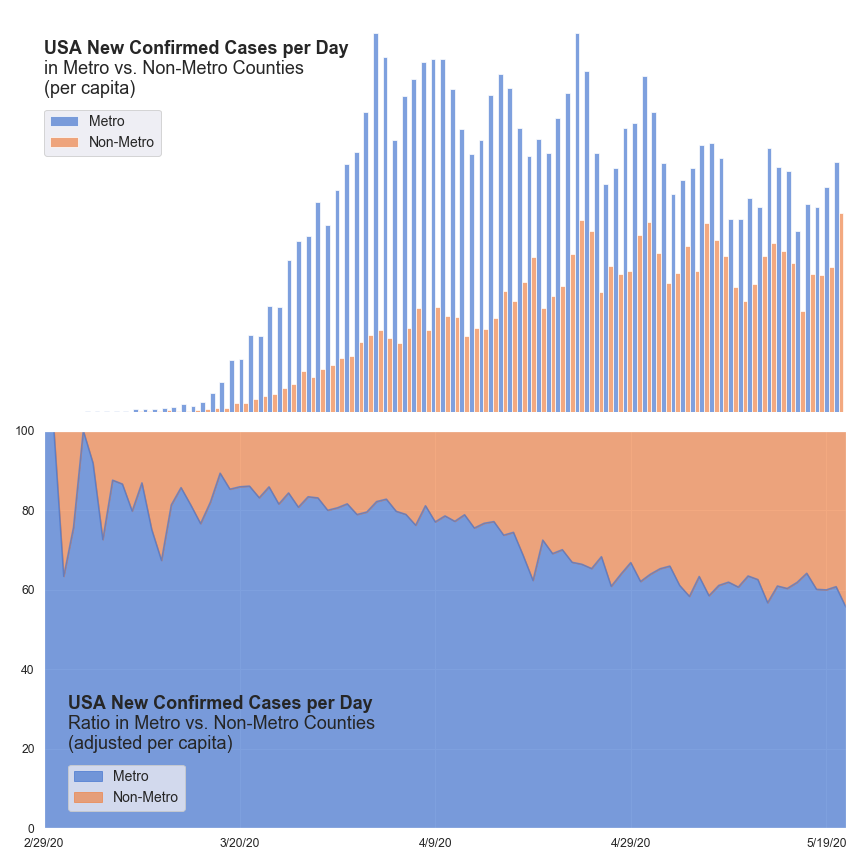 USA New Confirmed Cases per Day
in Metro vs. Non-Metro Counties
(per capita)
Metro
Non-Metro
100
80
60
40
20
0
USA New Confirmed Cases per Day
Ratio in Metro vs. Non-Metro Counties
(adjusted per capita)
Metro
Non-Metro
2/29/20 3/20/20 4/9/20 4/29/20 5/19/20